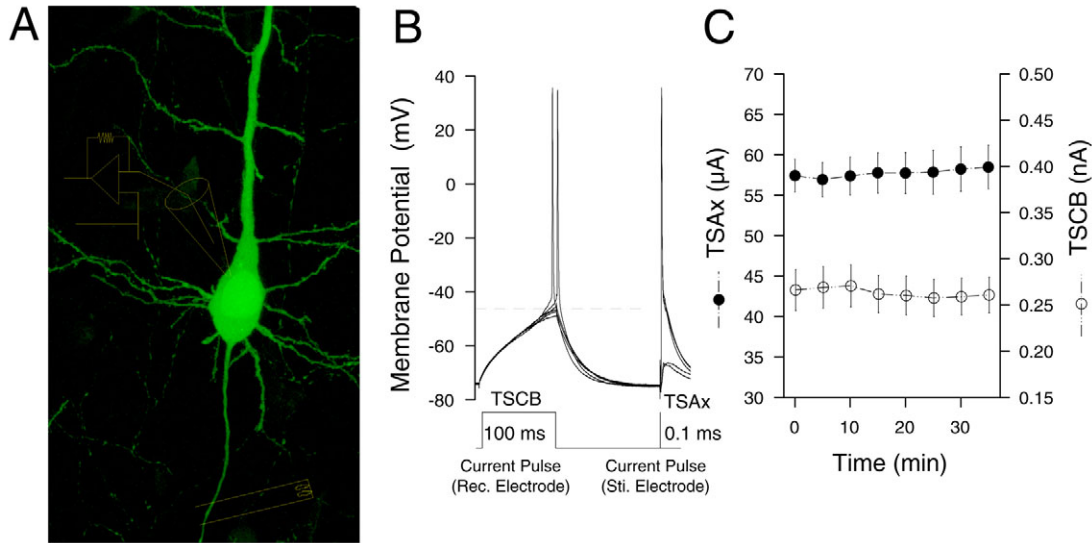 A
B
C
Membrane Potential (mV)
40
20
0
-20
-40
-60
-80
TSCB
TSAx
100 ms
0.1 ms
Current Pulse
(Rec. Electrode)
Current Pulse
(Sti. Electrode)
TSAx (µA)
70
65
60
55
50
45
40
35
30
0.50
0.45
0.40
0.35
0.30
0.25
0.20
0.15
TSCB (nA)
0
10
20
30
Time (min)